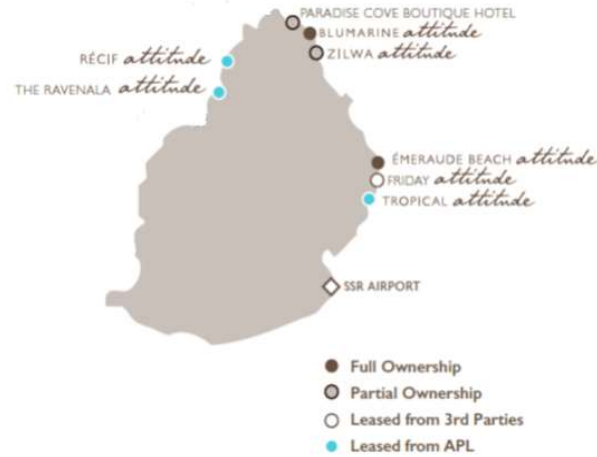 PARADISE COVE BOUTIQUE HOTEL
BLUMARINE attitude
ZILWA attitude
RÉCIF attitude
THE RAVENALA attitude
ÉMERAUDE BEACH attitude
FRIDAY attitude
TROPICAL attitude
SSR AIRPORT
Full Ownership
Partial Ownership
Leased from 3rd Parties
Leased from APL